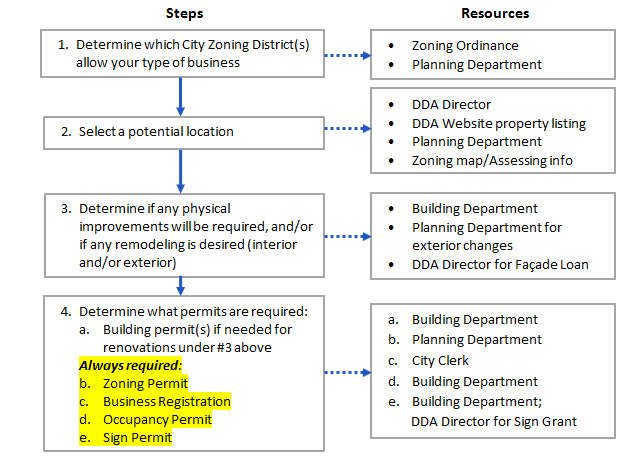 Steps
Resources
1. Determine which City Zoning District(s)
allow your type of business
• Zoning Ordinance
• Planning Department
2. Select a potential location
• DDA Director
• DDA Website property listing
• Planning Department
• Zoning map/Assessing info
3. Determine if any physical
improvements will be required, and/or
if any remodeling is desired (interior
and/or exterior)
• Building Department
• Planning Department for
exterior changes
• DDA Director for Façade Loan
4. Determine what permits are required:
a. Building permit(s) if needed for
renovations under #3 above
Always required:
b. Zoning Permit
c. Business Registration
d. Occupancy Permit
e. Sign Permit
a. Building Department
b. Planning Department
c. City Clerk
d. Building Department
e. Building Department;
DDA Director for Sign Grant